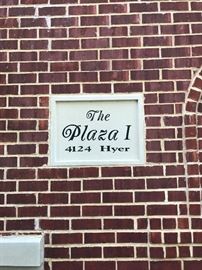 The
Plaza I
4124 Hyer